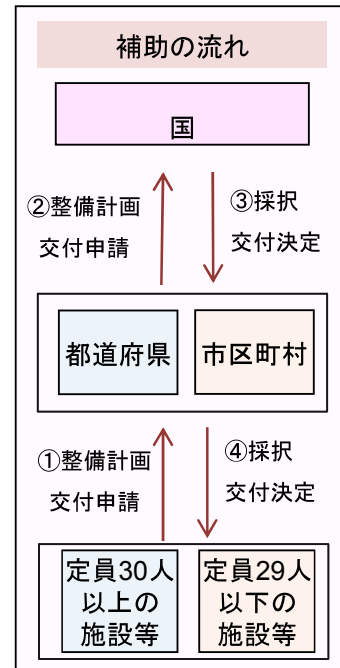 補助の流れ
国
②整備計画
交付申請
③採択
交付決定
都道府県
市区町村
①整備計画
交付申請
④採択
交付決定
定員30人
以上の
施設等
定員29人
以下の
施設等